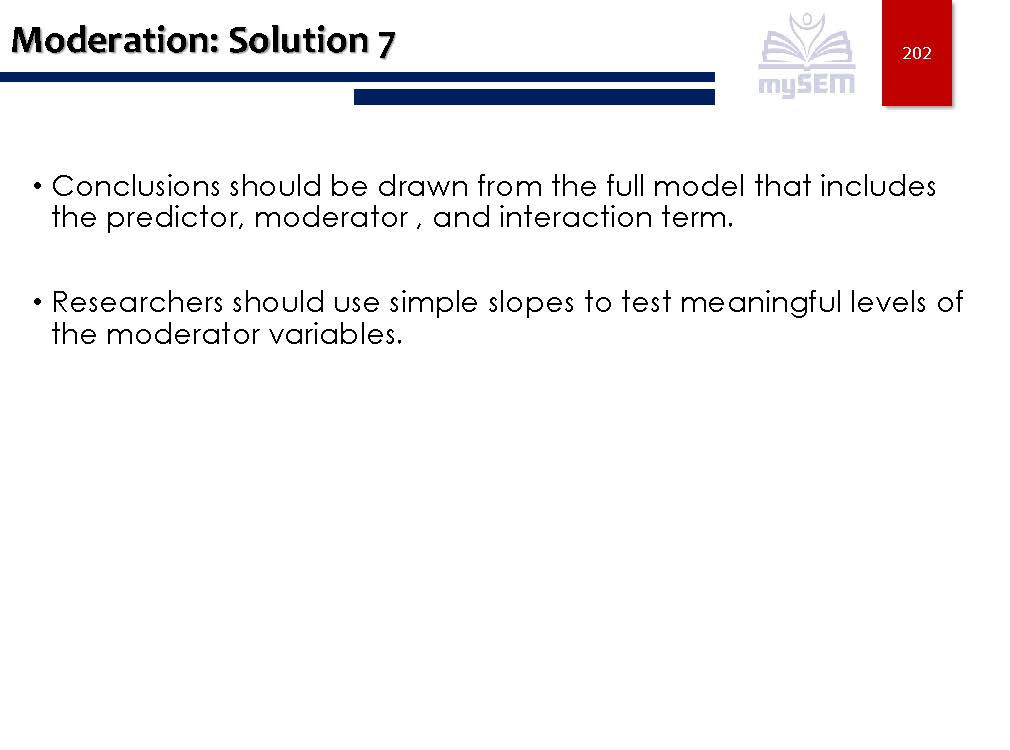 Moderation: Solution 7
mySEM
202
• Conclusions should be drawn from the full model that includes
the predictor, moderator , and interaction term.
• Researchers should use simple slopes to test meaningful levels of
the moderator variables.